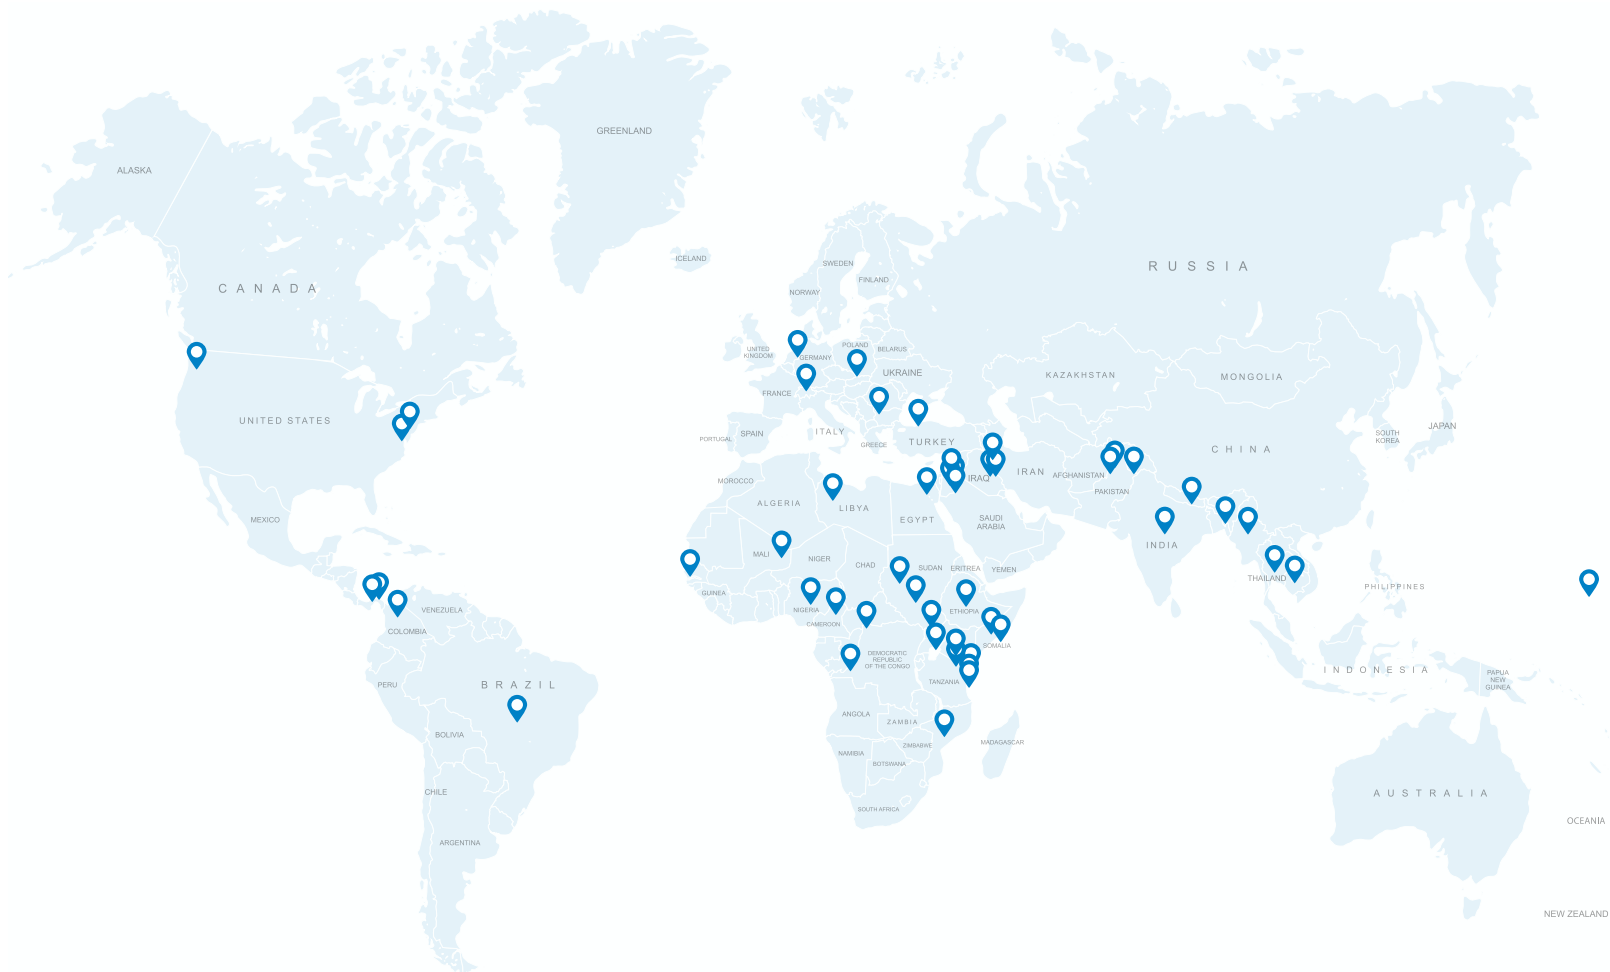 GREENLAND
ALASKA
ICELAND
SWEDEN
RUSSIA
FINLAND
CANADA
NORWAY
POLAND
BELARUS
UNITED
KINGDOM
GERMANY
UKRAINE
KAZAKHSTAN
MONGOLIA
FRANCE
UNITED STATES
JAPAN
ITALY
SPAIN
PORTUGAL
SOUTH
KOREA
TURKEY
GREECE
CHINA
IRAN
AFGHANISTAN
IRAQ
MOROCCO
PAKISTAN
ALGERIA
LIBYA
MEXICO
EGYPT
SAUDI
ARABIA
INDIA
MALI
NIGER
CHAD
SUDAN
ERITREA
YEMEN
THAILAND
PHILIPPINES
GUINEA
VENEZUELA
NIGERIA
ETHIOPIA
CAMEROON
COLOMBIA
SOMALIA
DEMOCRATIC
REPUBLIC
OF THE CONGO
INDONESIA
PAPUA
NEW
GUINEA
PERU
BRAZIL
TANZANIA
ANGOLA
ZAMBIA
BOLIVIA
ZIMBABWE
MADAGASCAR
NAMIBIA
BOTSWANA
CHILE
AUSTRALIA
SOUTH AFRICA
OCEANIA
ARGENTINA
NEW ZEALAND